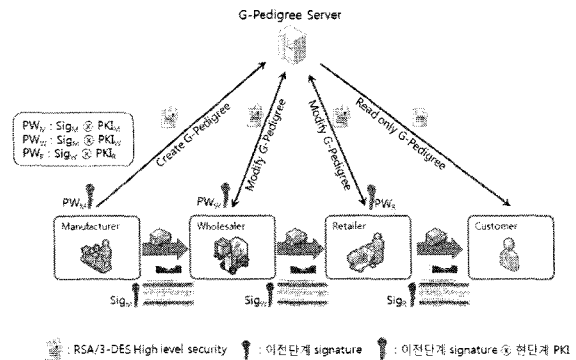 G-Pedigree Server
Create G-Pedigree
Modify G-Pedigree
Modify G-Pedigree
Read only G-Pedigree
PW_M : Sig_M ⊗ PKI_M
PW_W : Sig_M ⊗ PKI_W
PW_R : Sig_W ⊗ PKI_R
PW_M
PW_W
PW_R
Manufacturer
Wholesaler
Retailer
Customer
Sig_M
Sig_W
Sig_R
: RSA/3-DES High level security
: 이전단계 signature
: 이전단계 signature ⊗ 현단계 PKI